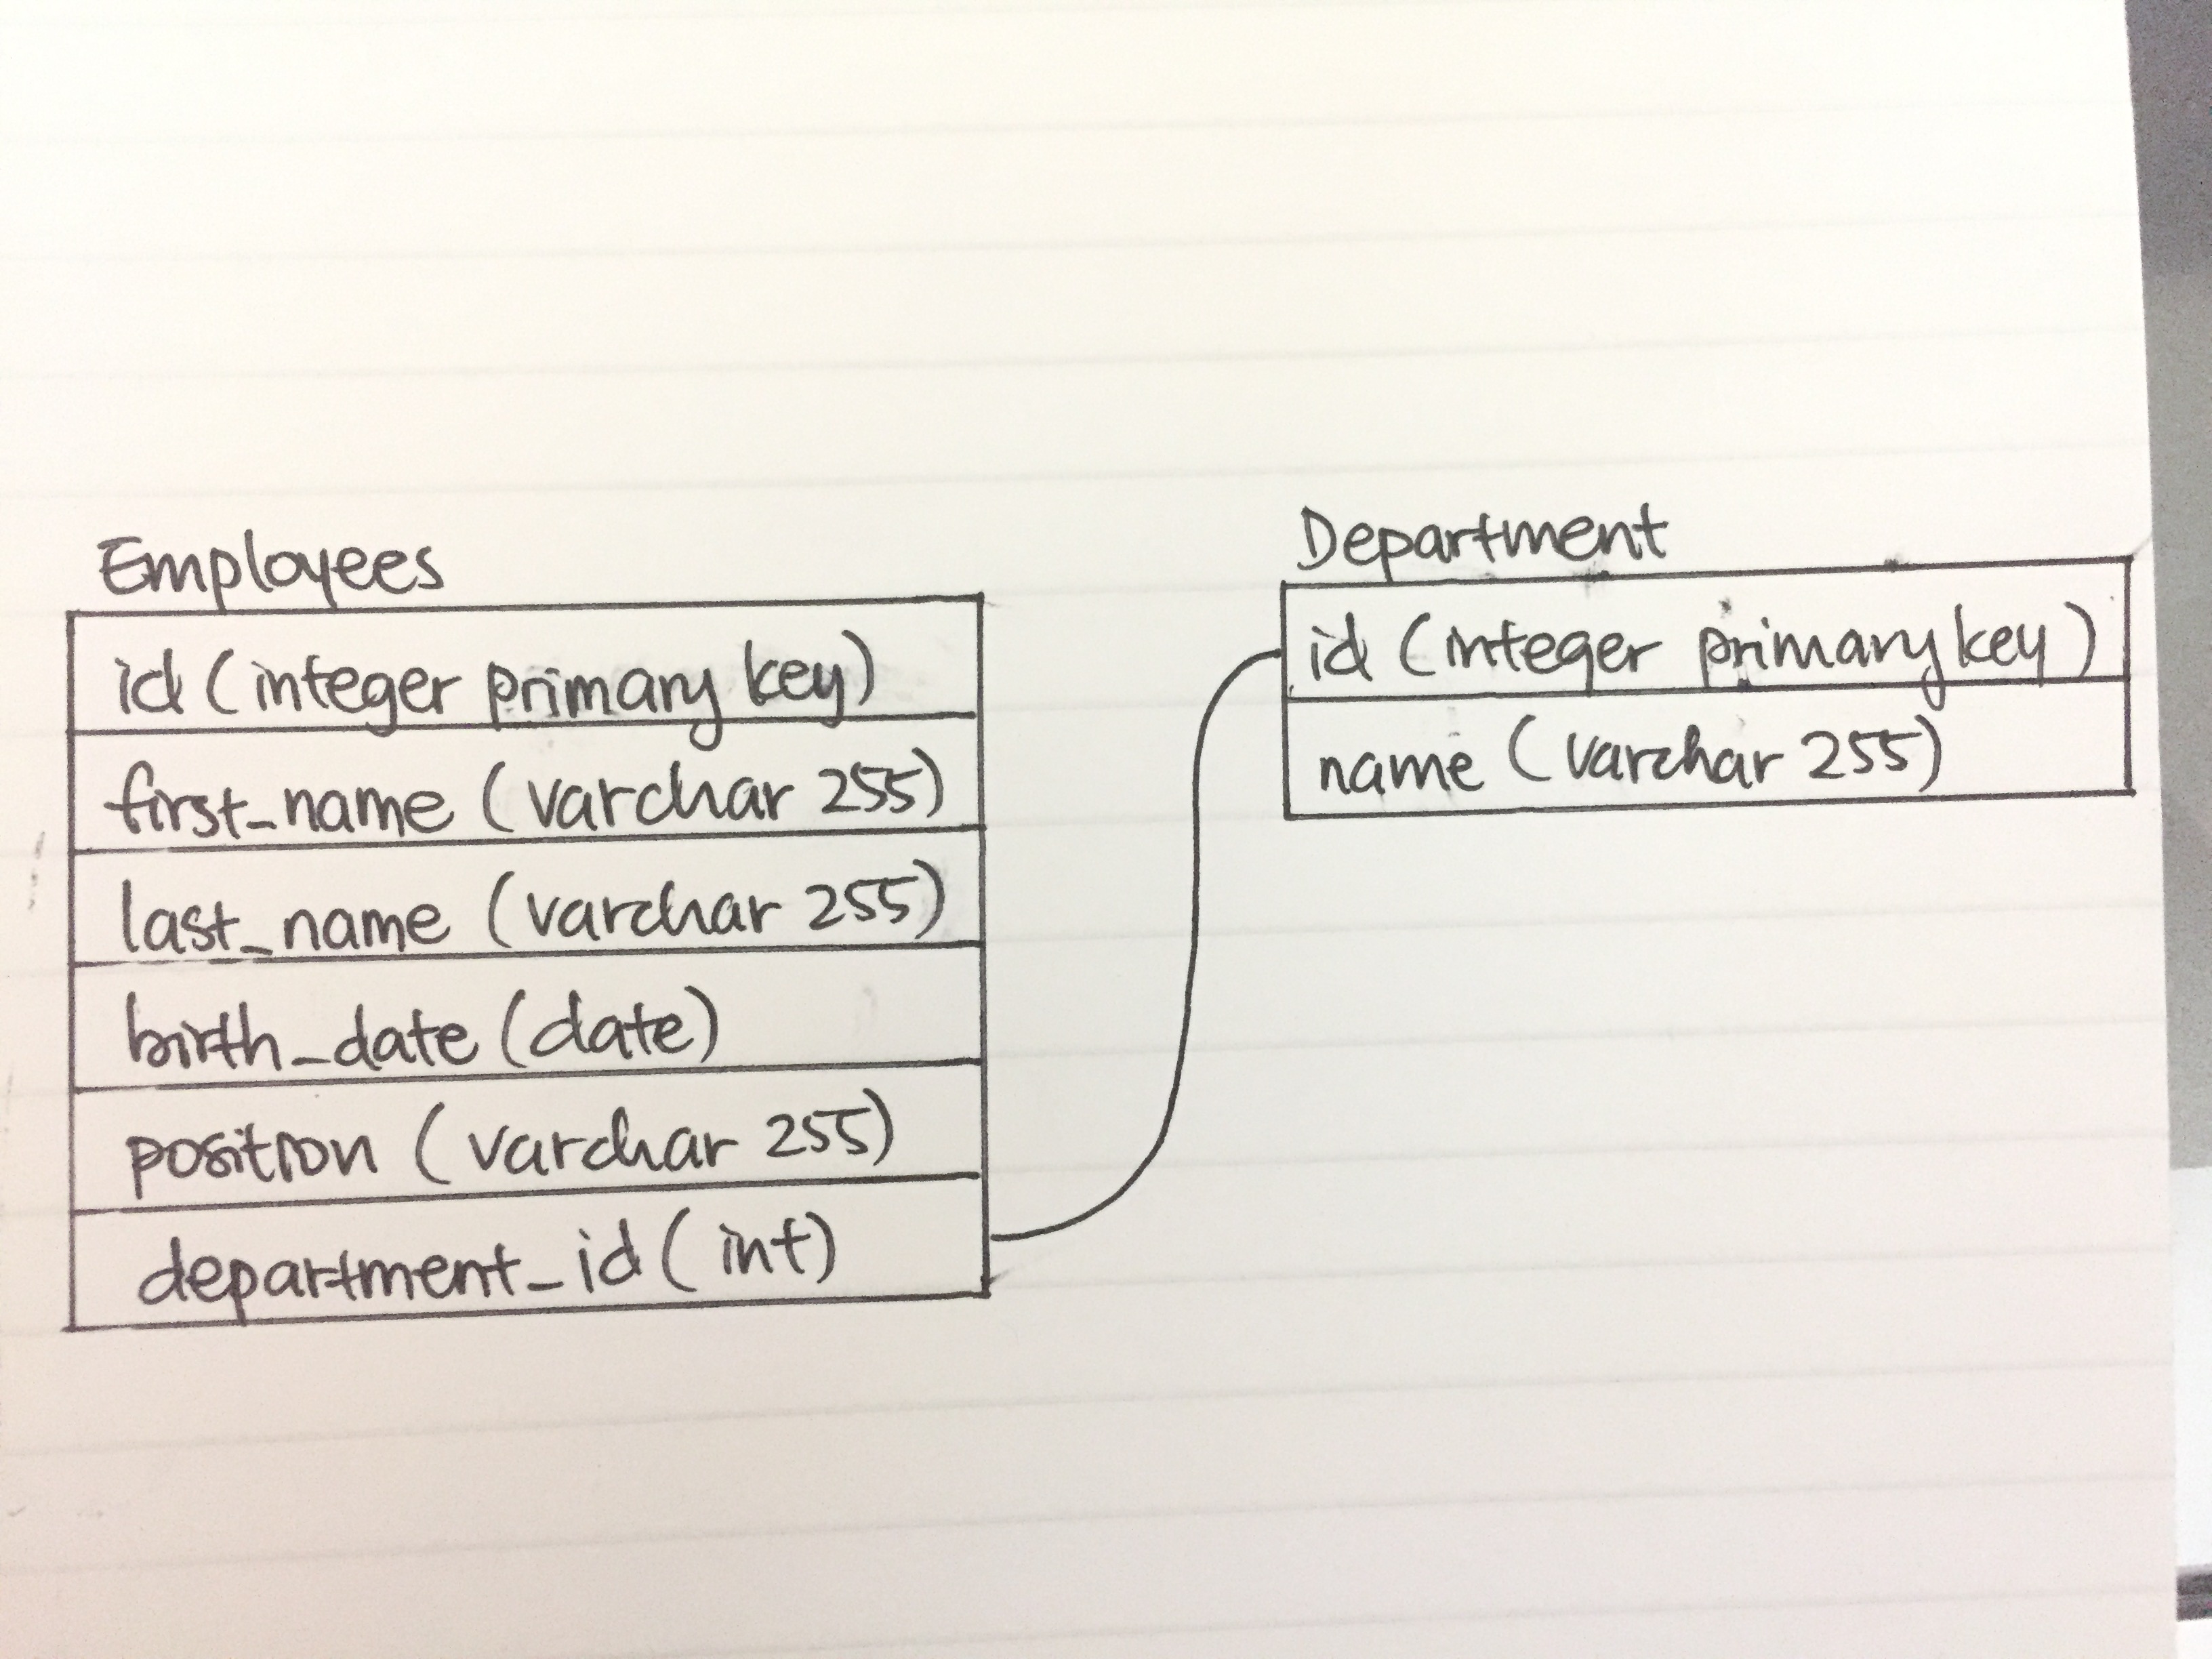 Employees
id (integer primary key)
first_name (varchar 255)
last_name (varchar 255)
birth_date (date)
position (varchar 255)
department_id (int)
Department
id (integer primary key)
name (varchar 255)